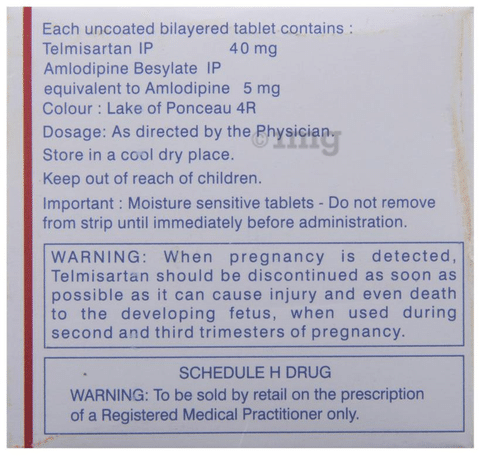 Each uncoated bilayered tablet contains :
Telmisartan IP 40 mg
Amlodipine Besylate IP
equivalent to Amlodipine 5 mg
Colour : Lake of Ponceau 4R
Dosage: As directed by the Physician.
Store in a cool dry place.
Keep out of reach of children.
Important : Moisture sensitive tablets - Do not remove
from strip until immediately before administration.
WARNING: When pregnancy is detected,
Telmisartan should be discontinued as soon as
possible as it can cause injury and even death
to the developing fetus, when used during
second and third trimesters of pregnancy.
SCHEDULE H DRUG
WARNING: To be sold by retail on the prescription
of a Registered Medical Practitioner only.